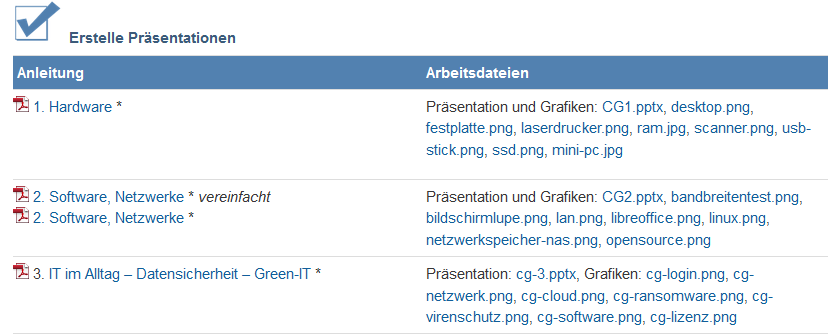 Erstelle Präsentationen
Anleitung Arbeitsdateien
1. Hardware * Präsentation und Grafiken: CG1.pptx, desktop.png,
festplatte.png, laserdrucker.png, ram.jpg, scanner.png, usb-
stick.png, ssd.png, mini-pc.jpg
2. Software, Netzwerke * vereinfacht
2. Software, Netzwerke *
Präsentation und Grafiken: CG2.pptx, bandbreitentest.png,
bildschirmlupe.png, lan.png, libreoffice.png, linux.png,
netzwerkspeicher-nas.png, opensource.png
3. IT im Alltag – Datensicherheit – Green-IT *
Präsentation: cg-3.pptx, Grafiken: cg-login.png, cg-
netzwerk.png, cg-cloud.png, cg-ransomware.png, cg-
virenschutz.png, cg-software.png, cg-lizenz.png